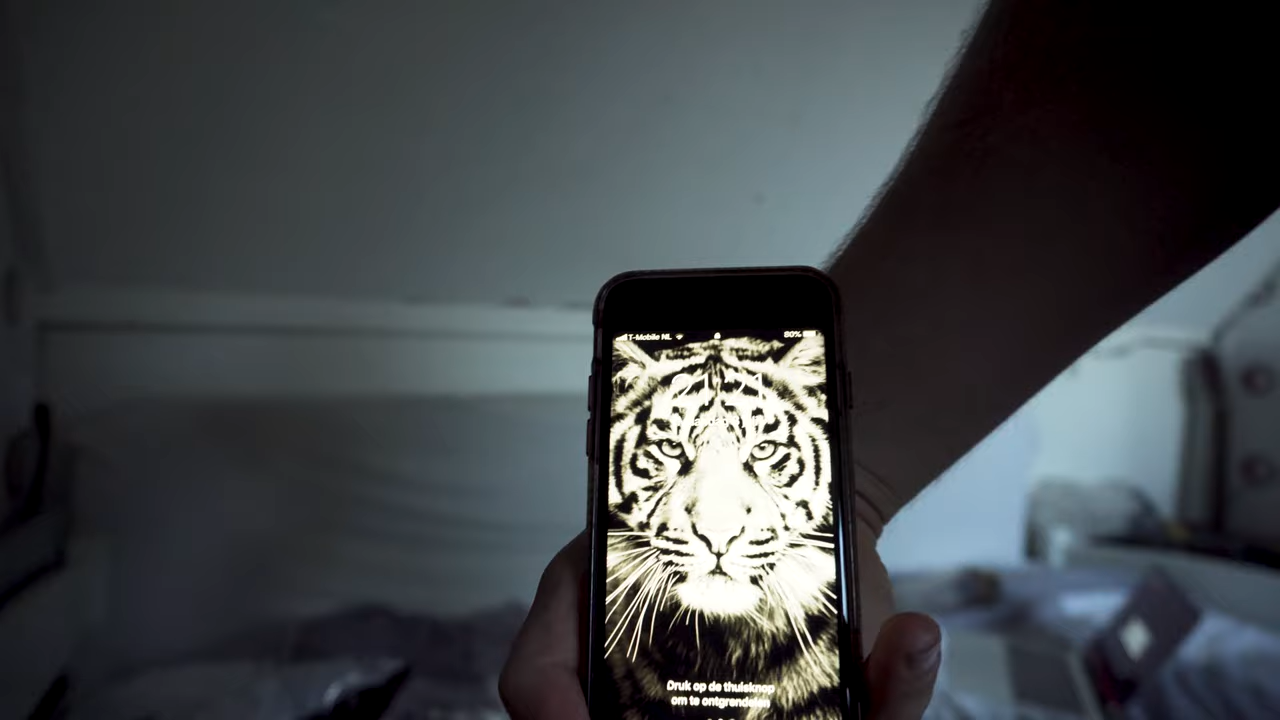 T-Mobile NL 80%
Druk op de thuisknop
om te ontgrendelen